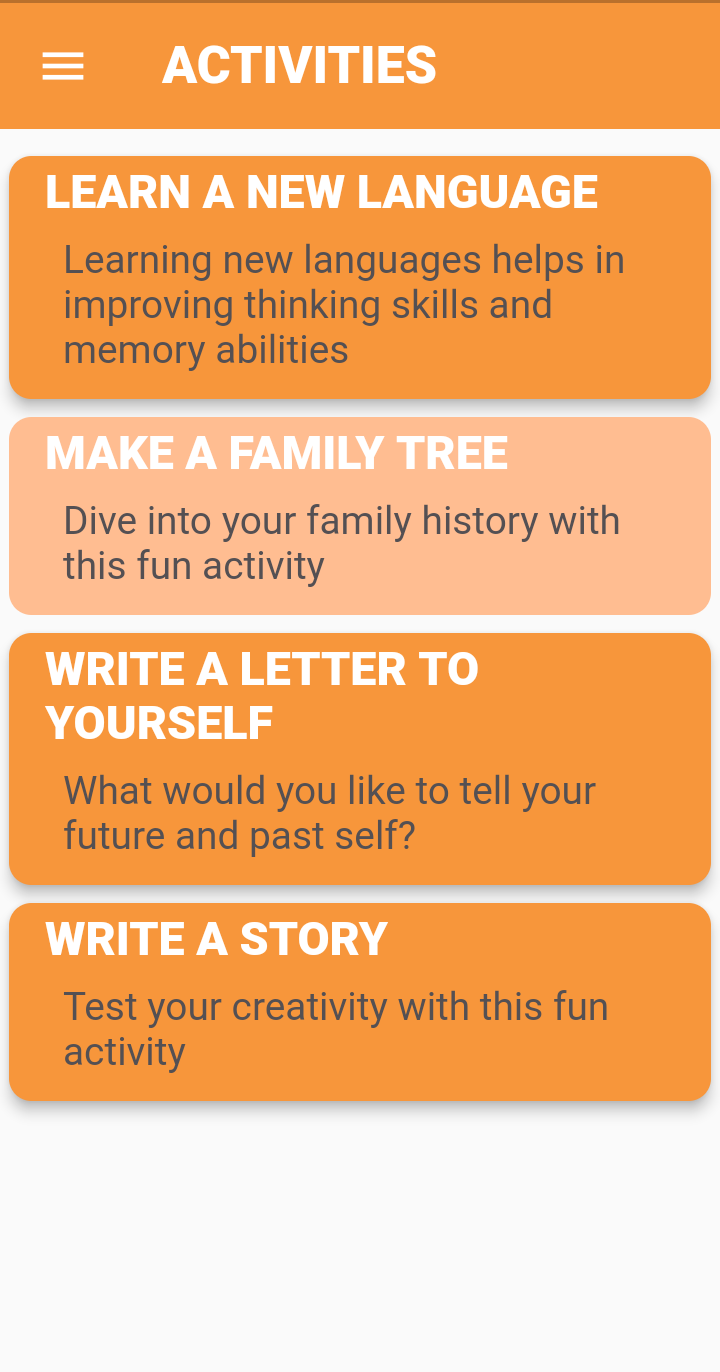 ACTIVITIES
LEARN A NEW LANGUAGE
Learning new languages helps in
improving thinking skills and
memory abilities
MAKE A FAMILY TREE
Dive into your family history with
this fun activity
WRITE A LETTER TO
YOURSELF
What would you like to tell your
future and past self?
WRITE A STORY
Test your creativity with this fun
activity